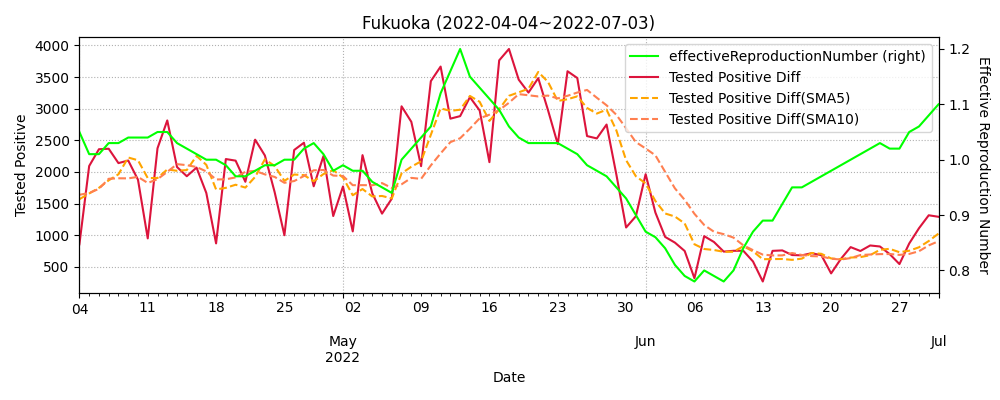 Fukuoka (2022-04-04~2022-07-03)
effectiveReproductionNumber (right)
Tested Positive Diff
Tested Positive Diff(SMA5)
Tested Positive Diff(SMA10)
Tested Positive
4000
3500
3000
2500
2000
1500
1000
500
Effective Reproduction Number
1.2
1.1
1.0
0.9
0.8
04 11 18 25 02 09 16 23 30 06 13 20 27
May Jun Jul
2022
Date